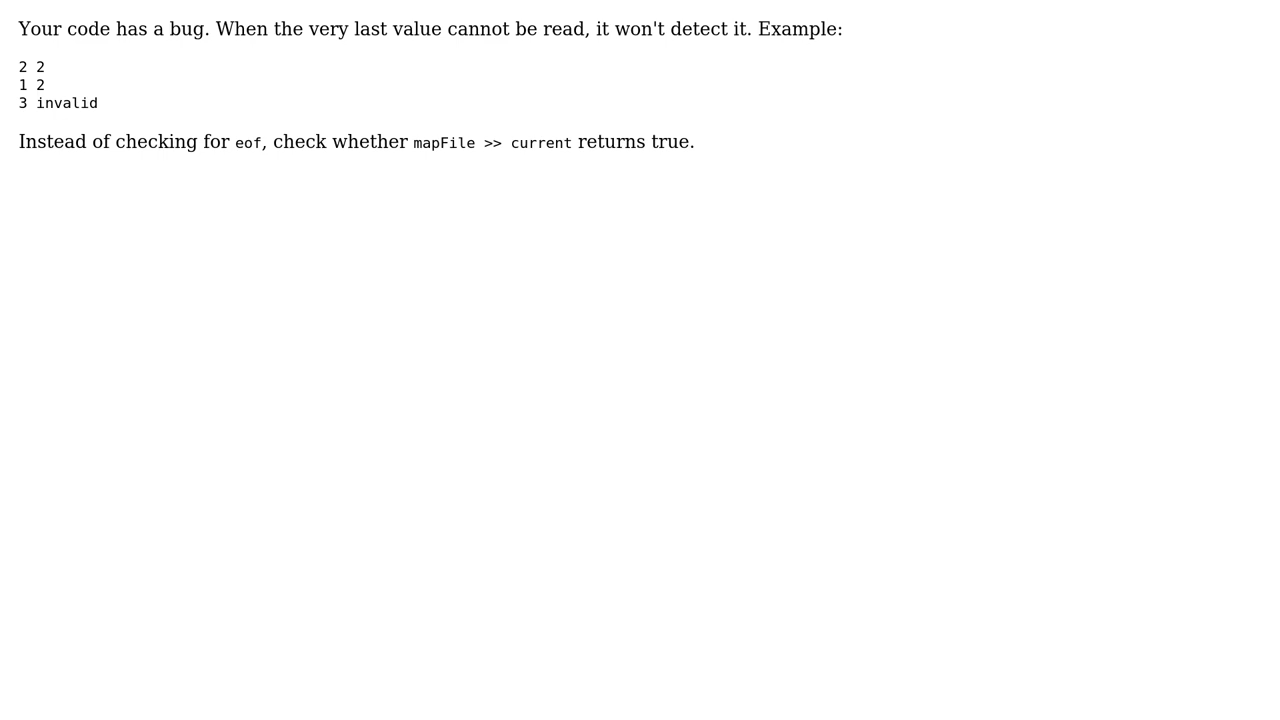 Your code has a bug. When the very last value cannot be read, it won't detect it. Example:
2 2
1 2
3 invalid
Instead of checking for eof, check whether mapFile >> current returns true.